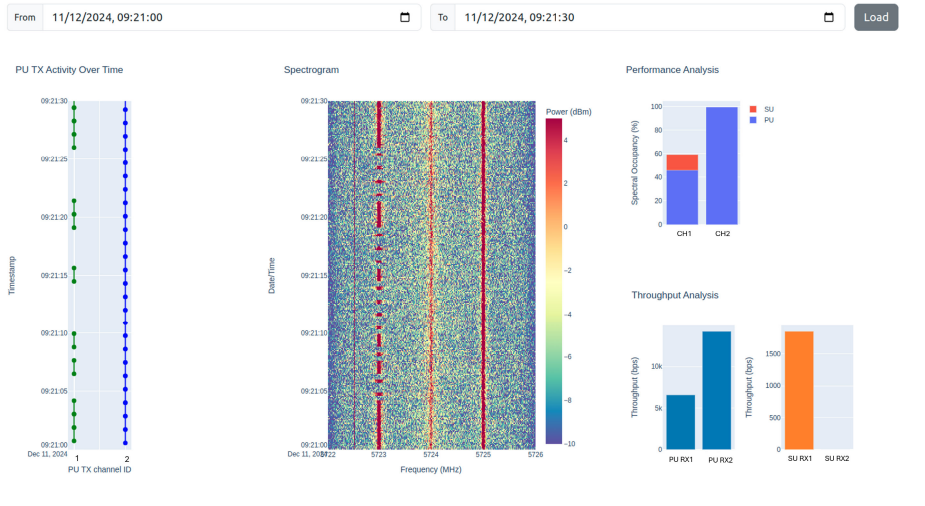 From 11/12/2024, 09:21:00 To 11/12/2024, 09:21:30 Load
PU TX Activity Over Time
09:21:30
09:21:25
09:21:20
09:21:15
09:21:10
09:21:05
09:21:00
Dec 11, 2024
1 2
PU TX channel ID
Timestamp
Spectrogram
09:21:30
09:21:25
09:21:20
09:21:15
09:21:10
09:21:05
09:21:00
Dec 11, 2024
5722 5723 5724 5725 5726
Frequency (MHz)
Date/Time
Power (dBm)
4
2
0
−2
−4
−6
−8
−10
Performance Analysis
100
80
60
40
20
0
CH1 CH2
Spectral Occupancy (%)
SU
PU
Throughput Analysis
10k
5k
0
PU RX1 PU RX2
Throughput (bps)
1500
1000
500
0
SU RX1 SU RX2
Throughput (bps)